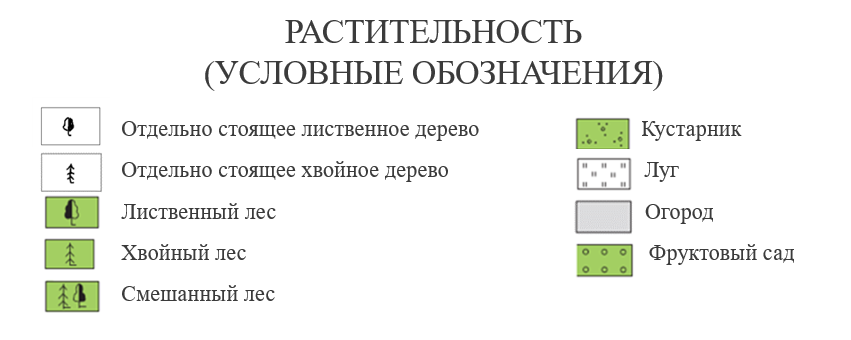 РАСТИТЕЛЬНОСТЬ
(УСЛОВНЫЕ ОБОЗНАЧЕНИЯ)
Отдельно стоящее лиственное дерево
Отдельно стоящее хвойное дерево
Лиственный лес
Хвойный лес
Смешанный лес
Кустарник
Луг
Огород
Фруктовый сад